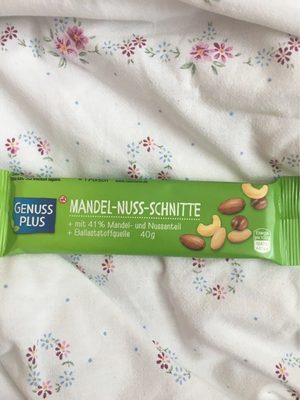 GENUSS
PLUS
MANDEL-NUSS-SCHNITTE
+ mit 41% Mandel- und Nussanteil
+ Ballaststoffquelle 40g